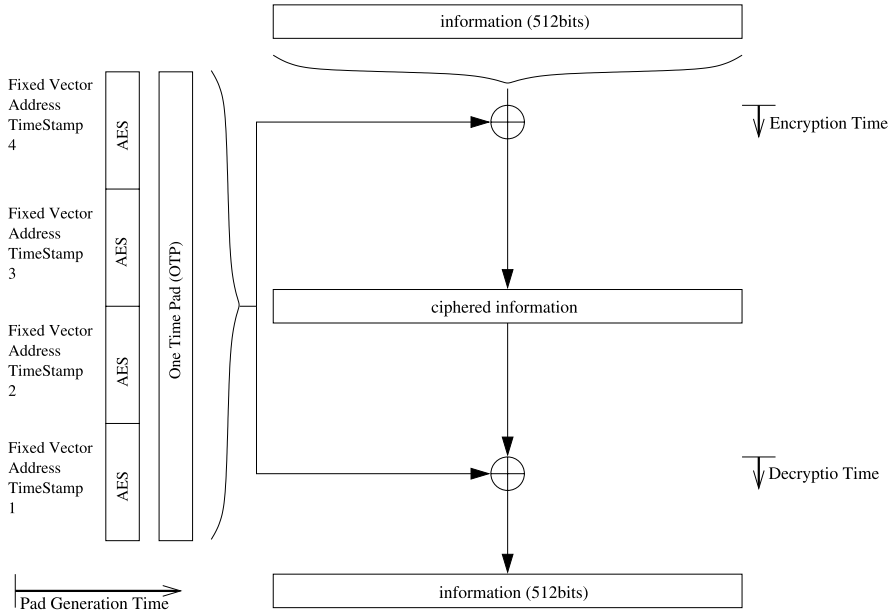 information (512bits)
Fixed Vector
Address
TimeStamp
4
AES
Encryption Time
Fixed Vector
Address
TimeStamp
3
AES
One Time Pad (OTP)
ciphered information
Fixed Vector
Address
TimeStamp
2
AES
Fixed Vector
Address
TimeStamp
1
AES
Decryptio Time
Pad Generation Time
information (512bits)